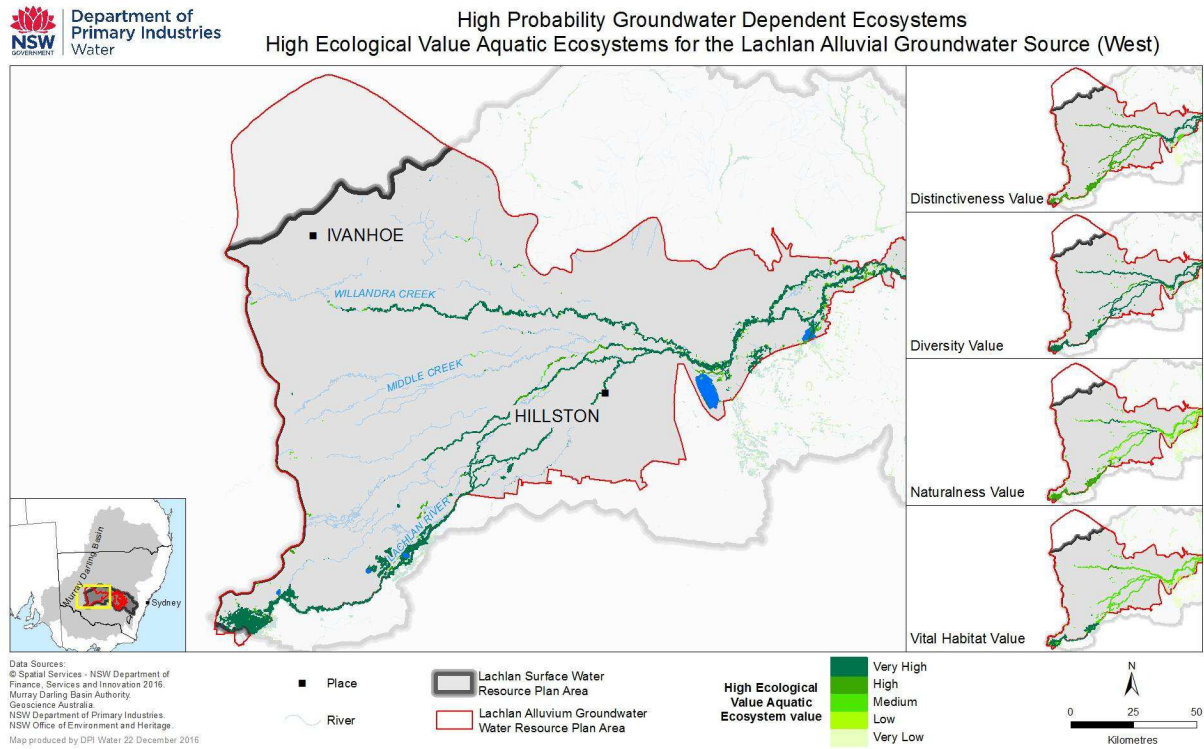 NSW
GOVERNMENT
Department of
Primary Industries
Water
High Probability Groundwater Dependent Ecosystems
High Ecological Value Aquatic Ecosystems for the Lachlan Alluvial Groundwater Source (West)
IVANHOE
WILLANDRA CREEK
MIDDLE CREEK
HILLSTON
LACHLAN RIVER
Distinctiveness Value
Diversity Value
Naturalness Value
Vital Habitat Value
Murray Darling Basin
Sydney
Data Sources:
© Spatial Services - NSW Department of
Finance, Services and Innovation 2016.
Murray Darling Basin Authority.
Geoscience Australia.
NSW Department of Primary Industries.
NSW Office of Environment and Heritage.
Map produced by DPI Water 22 December 2016
Place
River
Lachlan Surface Water
Resource Plan Area
Lachlan Alluvium Groundwater
Water Resource Plan Area
High Ecological
Value Aquatic
Ecosystem value
Very High
High
Medium
Low
Very Low
N
0 25 50
Kilometres